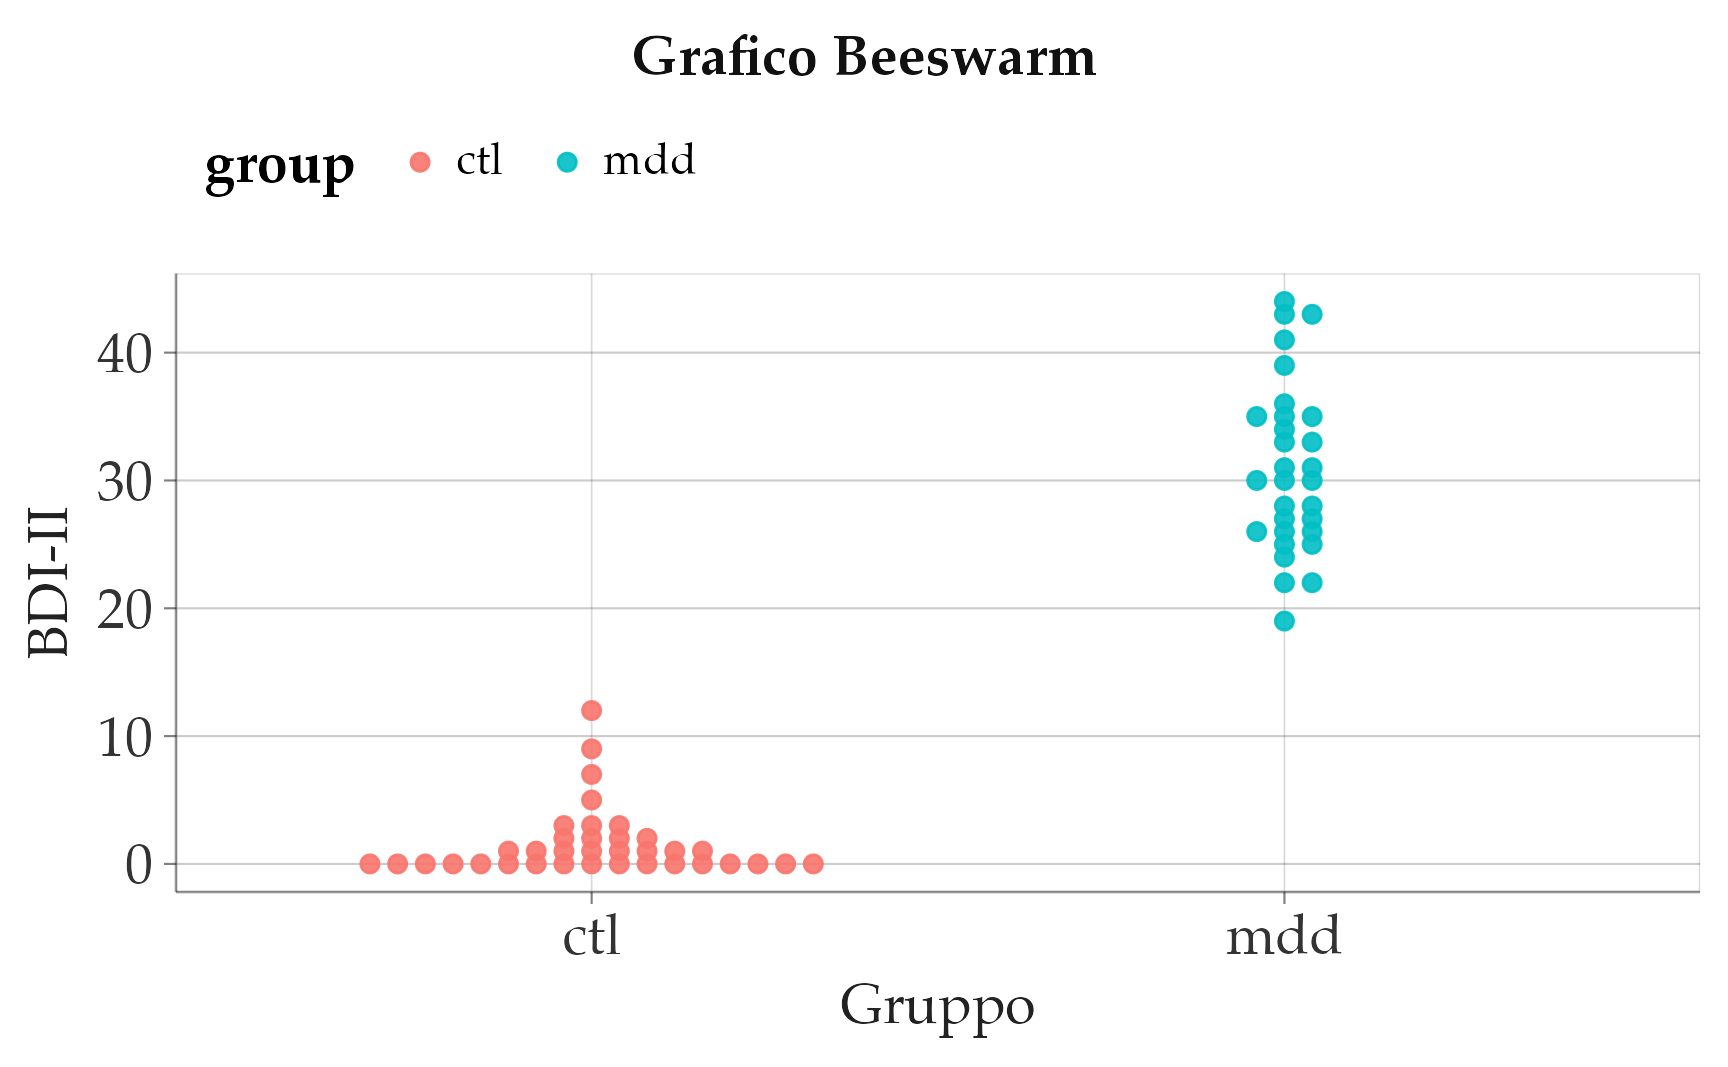 Grafico Beeswarm
group ctl mdd
40
30
20
10
0
BDI-II
ctl mdd
Gruppo